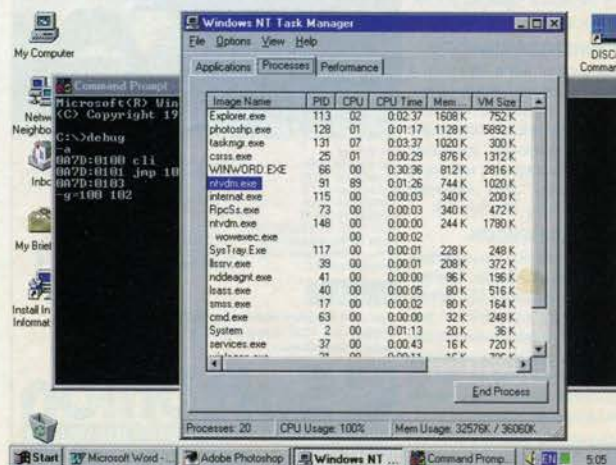 My Computer
Netw
Neighbo
Inbo
My Brief
Install In
Informat
DISC
Comman
Command Prompt
Microsoft(R) Win
(C) Copyright 19
C:\>debug
-a
0A7D:0100 cli
0A7D:0101 jmp 10
0A7D:0103
-g=100 102
Windows NT Task Manager
File Options View Help
Applications Processes Performance
Image Name PID CPU CPU Time Mem ... VM Size
Explorer.exe 113 02 0:02:37 1608 K 752 K
photoshp.exe 128 01 0:01:17 1128 K 5892 K
taskmgr.exe 131 07 0:03:37 1020 K 300 K
csrss.exe 25 01 0:00:29 876 K 1312 K
WINWORD.EXE 66 00 0:30:36 812 K 2816 K
ntvdm.exe 91 89 0:01:26 744 K 1020 K
internat.exe 115 00 0:00:03 340 K 200 K
RpcSs.exe 73 00 0:00:03 340 K 472 K
ntvdm.exe 148 00 0:00:00 244 K 1780 K
wowexec.exe 00 0:00:02
SysTray.Exe 117 00 0:00:01 228 K 248 K
llssrv.exe 39 00 0:00:01 208 K 372 K
nddeagnt.exe 41 00 0:00:00 96 K 196 K
lsass.exe 40 00 0:00:05 80 K 516 K
smss.exe 17 00 0:00:02 80 K 164 K
cmd.exe 63 00 0:00:00 32 K 248 K
System 2 00 0:01:13 20 K 36 K
services.exe 37 00 0:00:43 16 K 720 K
End Process
Processes: 20 CPU Usage: 100% Mem Usage: 32576K / 36060K
Start Microsoft Word - ... Adobe Photoshop Windows NT ... Command Promp... EN 5:05